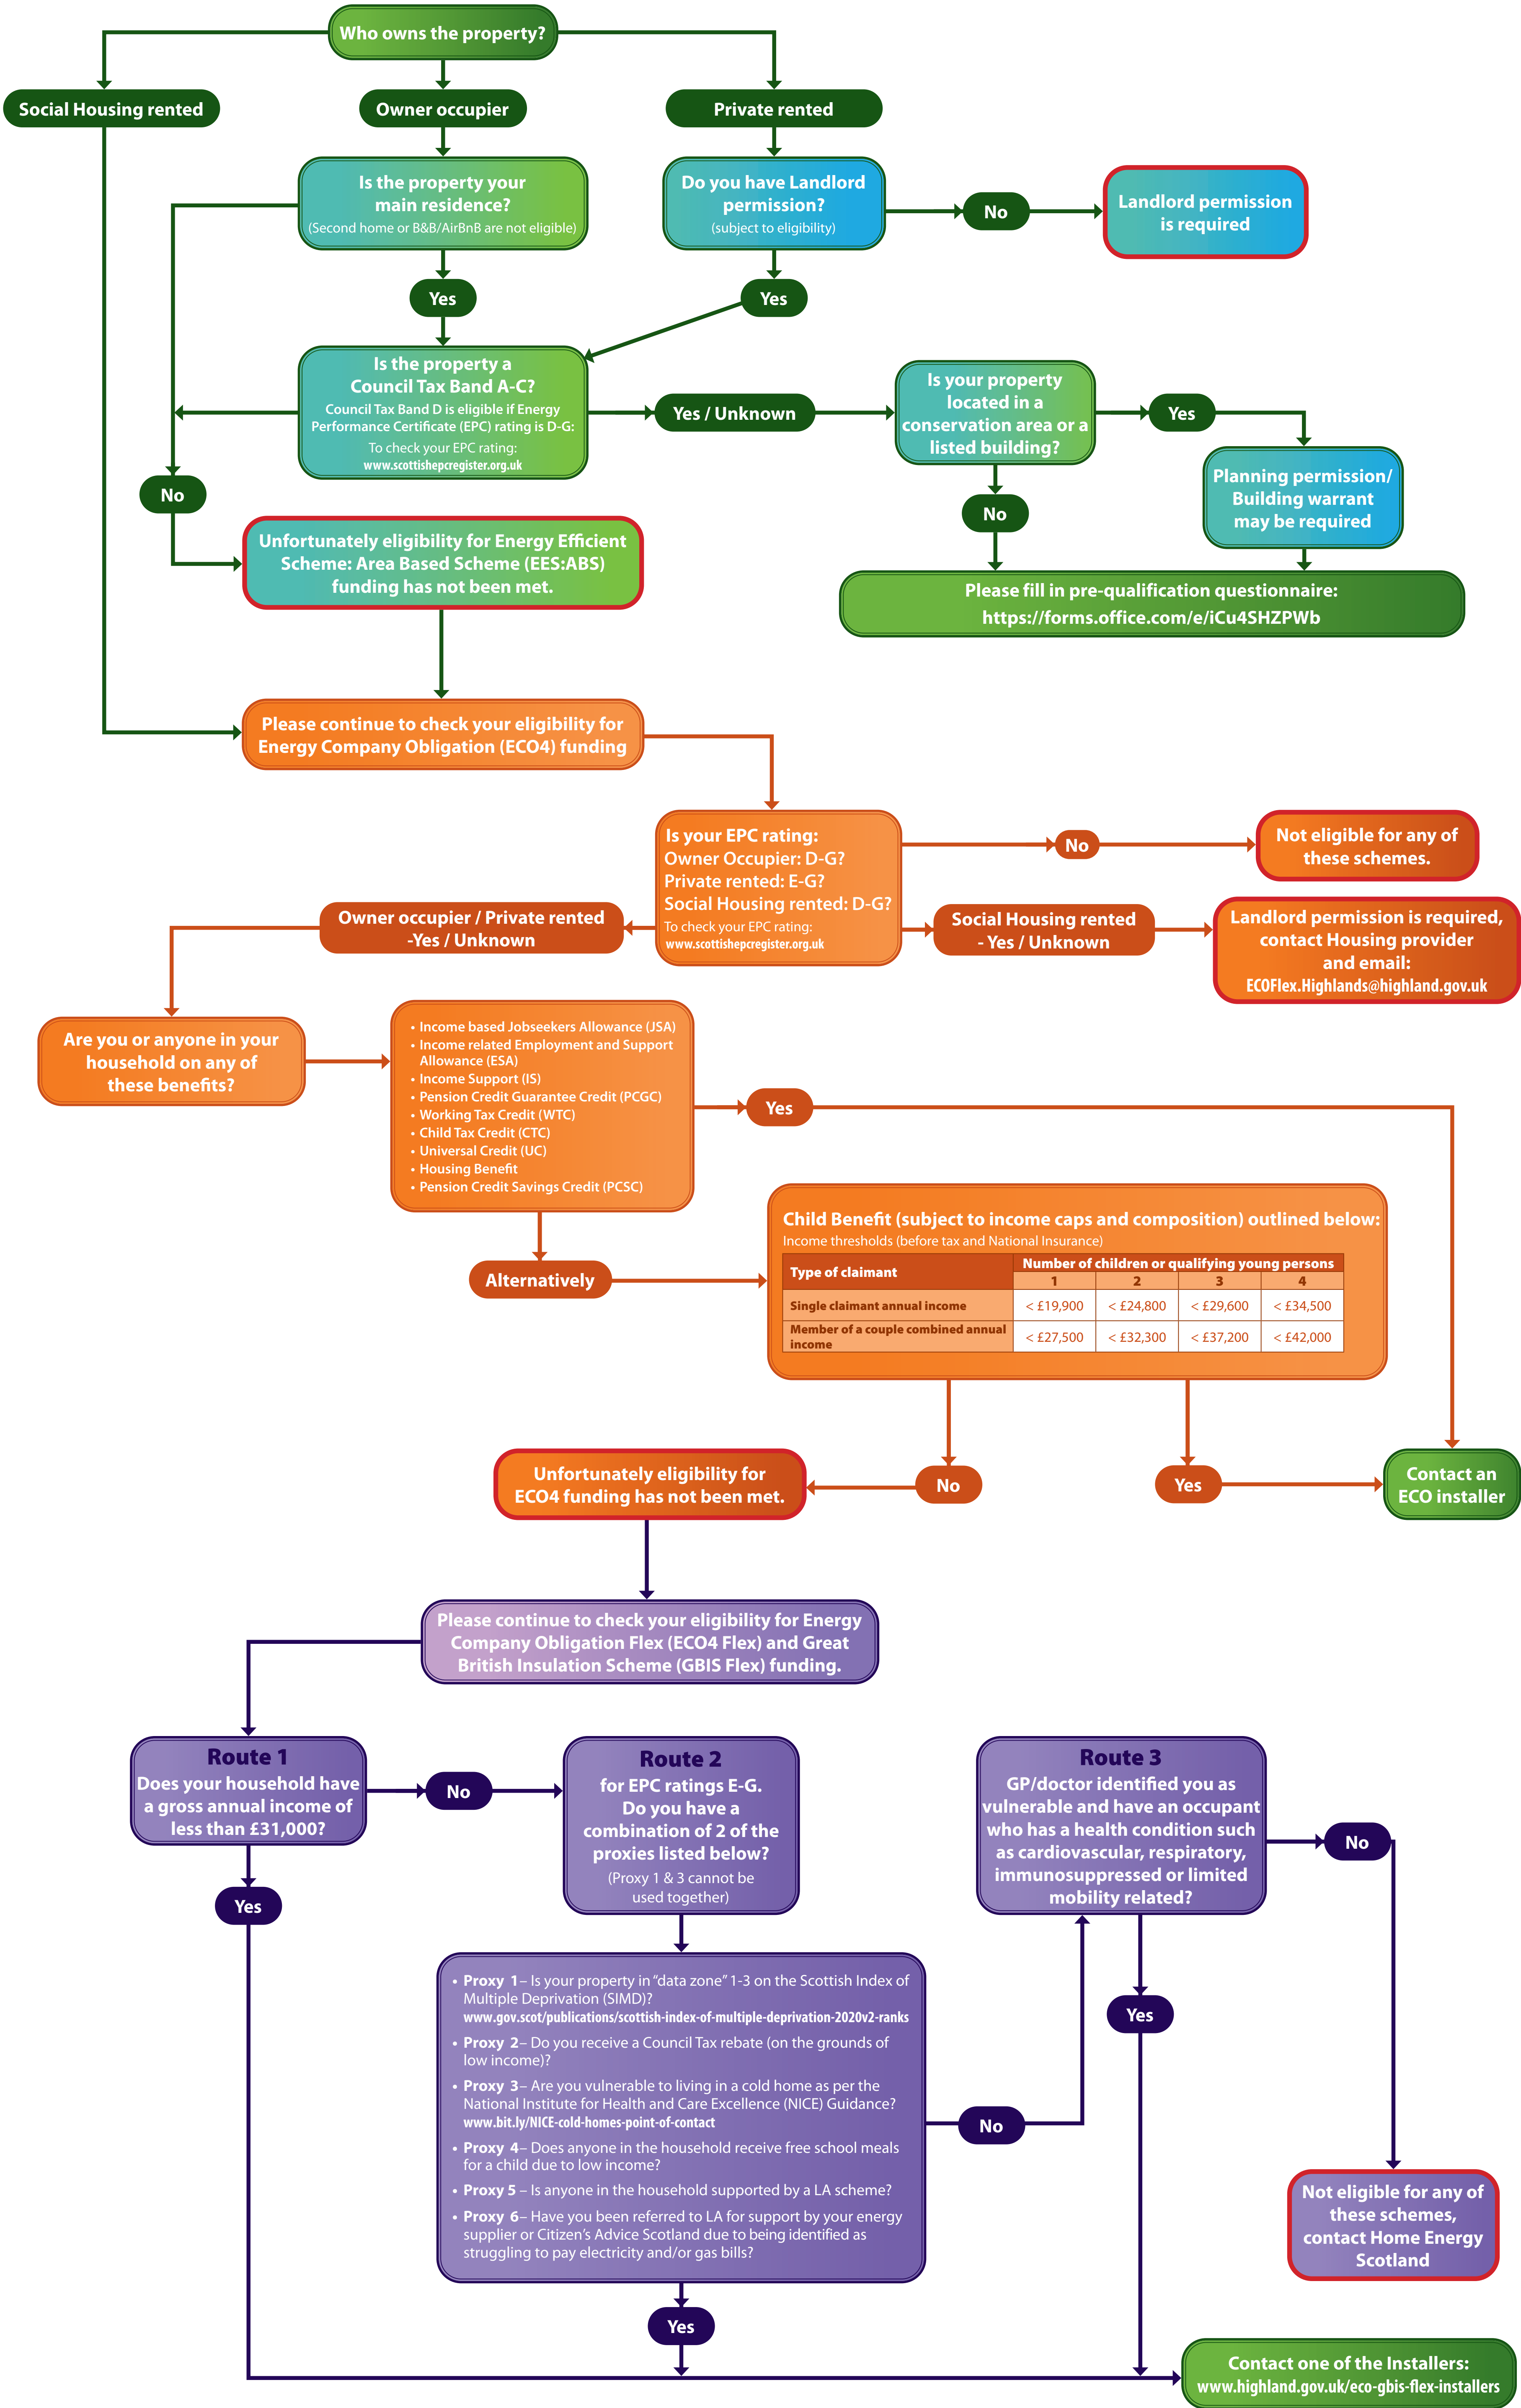 Who owns the property?
Social Housing rented
Owner occupier
Private rented
Is the property your
main residence?
(Second home or B&B/AirBnB are not eligible)
Do you have Landlord
permission?
(subject to eligibility)
No
Landlord permission
is required
Yes
Yes
Is the property a
Council Tax Band A-C?
Council Tax Band D is eligible if Energy
Performance Certificate (EPC) rating is D-G:
To check your EPC rating:
www.scottishepcregister.org.uk
Yes / Unknown
Is your property
located in a
conservation area or a
listed building?
Yes
No
No
Planning permission/
Building warrant
may be required
Unfortunately eligibility for Energy Efficient
Scheme: Area Based Scheme (EES:ABS)
funding has not been met.
Please fill in pre-qualification questionnaire:
https://forms.office.com/e/iCu4SHZPWb
Please continue to check your eligibility for
Energy Company Obligation (ECO4) funding
Is your EPC rating:
Owner Occupier: D-G?
Private rented: E-G?
Social Housing rented: D-G?
To check your EPC rating:
www.scottishepcregister.org.uk
No
Not eligible for any of
these schemes.
Owner occupier / Private rented
-Yes / Unknown
Social Housing rented
- Yes / Unknown
Landlord permission is required,
contact Housing provider
and email:
ECOFlex.Highlands@highland.gov.uk
Are you or anyone in your
household on any of
these benefits?
• Income based Jobseekers Allowance (JSA)
• Income related Employment and Support
Allowance (ESA)
• Income Support (IS)
• Pension Credit Guarantee Credit (PCGC)
• Working Tax Credit (WTC)
• Child Tax Credit (CTC)
• Universal Credit (UC)
• Housing Benefit
• Pension Credit Savings Credit (PCSC)
Yes
Alternatively
Child Benefit (subject to income caps and composition) outlined below:
Income thresholds (before tax and National Insurance)
Type of claimant
Number of children or qualifying young persons
1 2 3 4
Single claimant annual income < £19,900 < £24,800 < £29,600 < £34,500
Member of a couple combined annual
income < £27,500 < £32,300 < £37,200 < £42,000
Unfortunately eligibility for
ECO4 funding has not been met.
No
Yes
Contact an
ECO installer
Please continue to check your eligibility for Energy
Company Obligation Flex (ECO4 Flex) and Great
British Insulation Scheme (GBIS Flex) funding.
Route 1
Does your household have
a gross annual income of
less than £31,000?
No
Yes
Route 2
for EPC ratings E-G.
Do you have a
combination of 2 of the
proxies listed below?
(Proxy 1 & 3 cannot be
used together)
Route 3
GP/doctor identified you as
vulnerable and have an occupant
who has a health condition such
as cardiovascular, respiratory,
immunosuppressed or limited
mobility related?
No
Yes
• Proxy 1– Is your property in “data zone” 1-3 on the Scottish Index of
Multiple Deprivation (SIMD)?
www.gov.scot/publications/scottish-index-of-multiple-deprivation-2020v2-ranks
• Proxy 2– Do you receive a Council Tax rebate (on the grounds of
low income)?
• Proxy 3– Are you vulnerable to living in a cold home as per the
National Institute for Health and Care Excellence (NICE) Guidance?
www.bit.ly/NICE-cold-homes-point-of-contact
• Proxy 4– Does anyone in the household receive free school meals
for a child due to low income?
• Proxy 5 – Is anyone in the household supported by a LA scheme?
• Proxy 6– Have you been referred to LA for support by your energy
supplier or Citizen’s Advice Scotland due to being identified as
struggling to pay electricity and/or gas bills?
No
Yes
Not eligible for any of
these schemes,
contact Home Energy
Scotland
Contact one of the Installers:
www.highland.gov.uk/eco-gbis-flex-installers